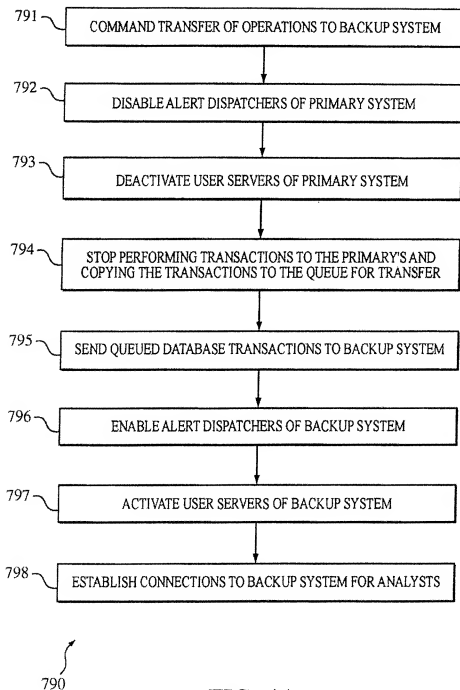 791
COMMAND TRANSFER OF OPERATIONS TO BACKUP SYSTEM
792
DISABLE ALERT DISPATCHERS OF PRIMARY SYSTEM
793
DEACTIVATE USER SERVERS OF PRIMARY SYSTEM
794
STOP PERFORMING TRANSACTIONS TO THE PRIMARY'S AND
COPYING THE TRANSACTIONS TO THE QUEUE FOR TRANSFER
795
SEND QUEUED DATABASE TRANSACTIONS TO BACKUP SYSTEM
796
ENABLE ALERT DISPATCHERS OF BACKUP SYSTEM
797
ACTIVATE USER SERVERS OF BACKUP SYSTEM
798
ESTABLISH CONNECTIONS TO BACKUP SYSTEM FOR ANALYSTS
790